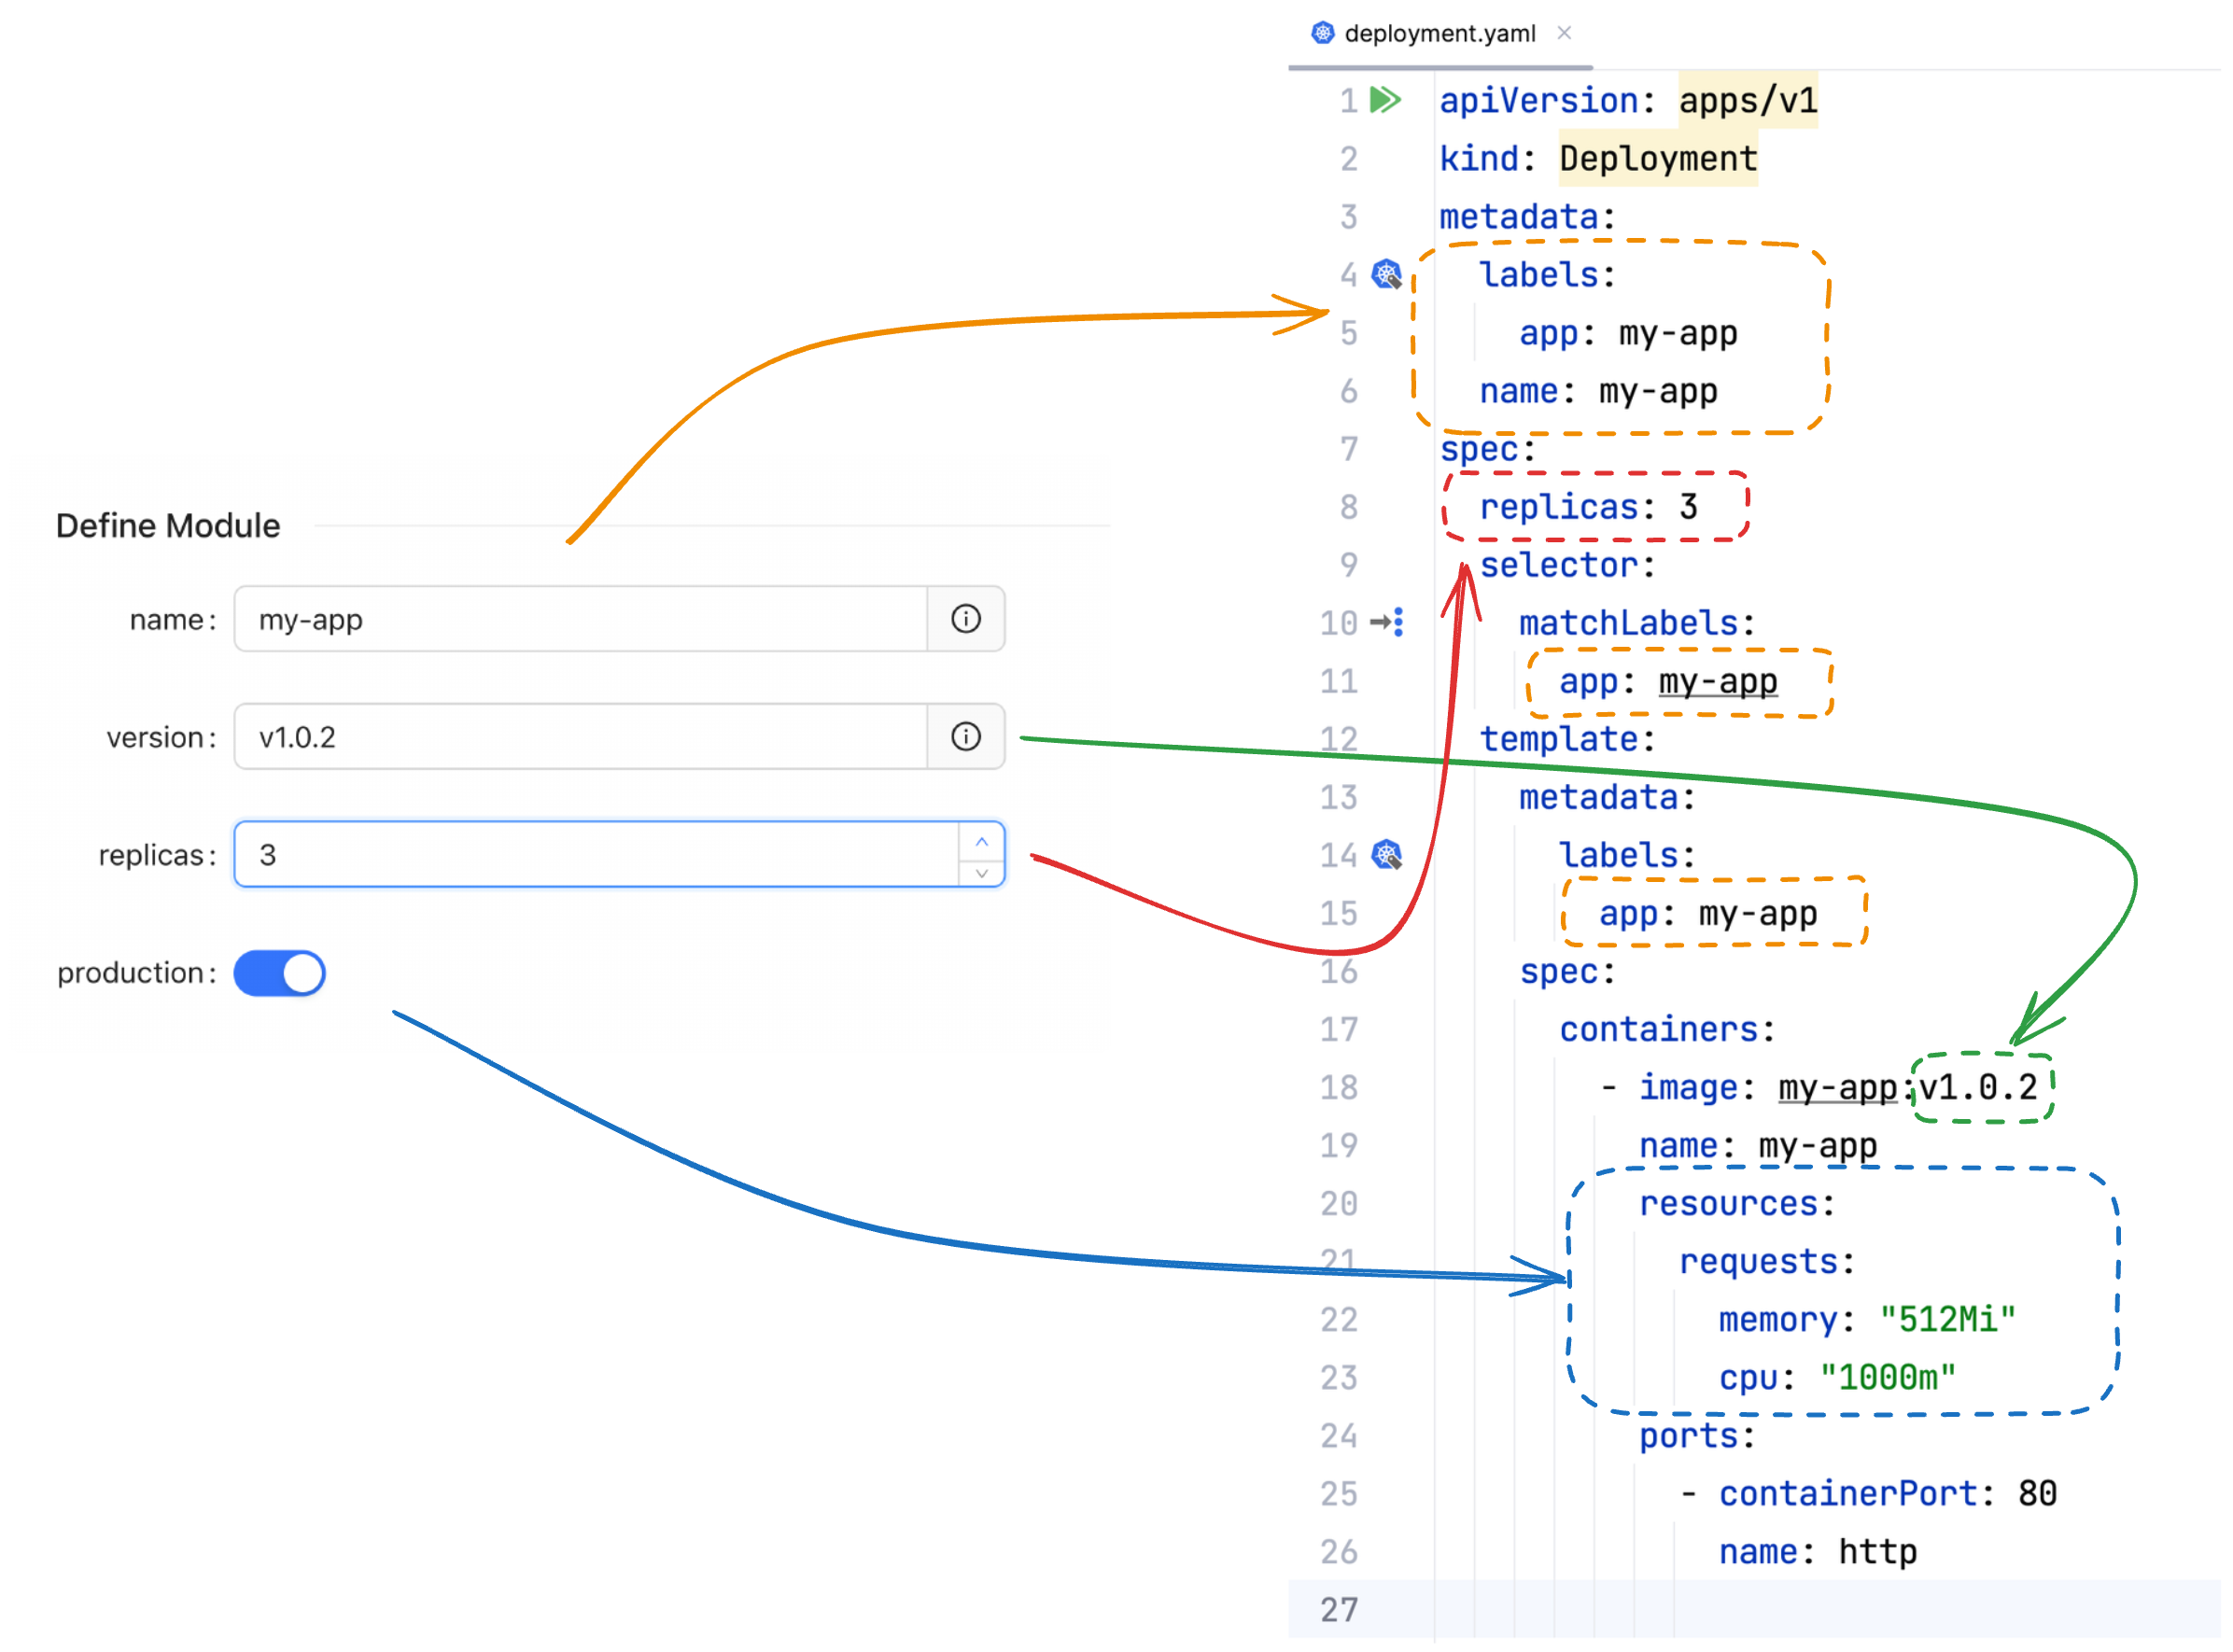 Define Module
name: my-app
version: v1.0.2
replicas: 3
production:
deployment.yaml
1 apiVersion: apps/v1
2 kind: Deployment
3 metadata:
4 labels:
5 app: my-app
6 name: my-app
7 spec:
8 replicas: 3
9 selector:
10 matchLabels:
11 app: my-app
12 template:
13 metadata:
14 labels:
15 app: my-app
16 spec:
17 containers:
18 - image: my-app:v1.0.2
19 name: my-app
20 resources:
21 requests:
22 memory: "512Mi"
23 cpu: "1000m"
24 ports:
25 - containerPort: 80
26 name: http
27